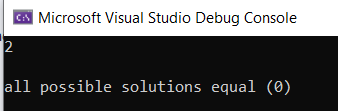 Microsoft Visual Studio Debug Console
2
all possible solutions equal (0)